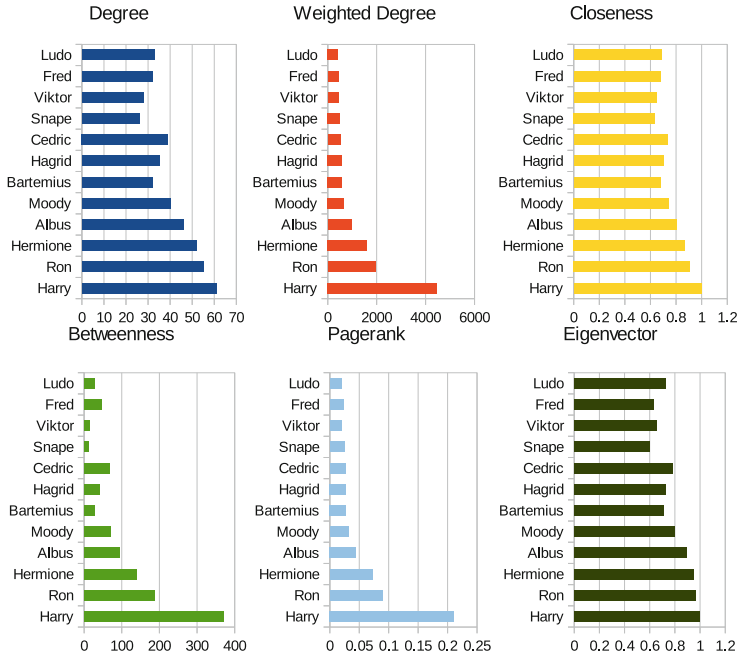 Degree
Ludo
Fred
Viktor
Snape
Cedric
Hagrid
Bartemius
Moody
Albus
Hermione
Ron
Harry
0 10 20 30 40 50 60 70
Weighted Degree
Ludo
Fred
Viktor
Snape
Cedric
Hagrid
Bartemius
Moody
Albus
Hermione
Ron
Harry
0 2000 4000 6000
Closeness
Ludo
Fred
Viktor
Snape
Cedric
Hagrid
Bartemius
Moody
Albus
Hermione
Ron
Harry
0 0.2 0.4 0.6 0.8 1 1.2
Betweenness
Ludo
Fred
Viktor
Snape
Cedric
Hagrid
Bartemius
Moody
Albus
Hermione
Ron
Harry
0 100 200 300 400
Pagerank
Ludo
Fred
Viktor
Snape
Cedric
Hagrid
Bartemius
Moody
Albus
Hermione
Ron
Harry
0 0.05 0.1 0.15 0.2 0.25
Eigenvector
Ludo
Fred
Viktor
Snape
Cedric
Hagrid
Bartemius
Moody
Albus
Hermione
Ron
Harry
0 0.2 0.4 0.6 0.8 1 1.2